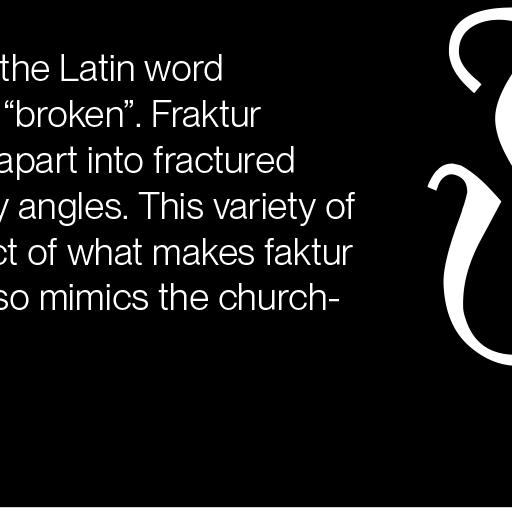 the Latin word
“broken”. Fraktur
apart into fractured
angles. This variety of
of what makes faktur
so mimics the church-